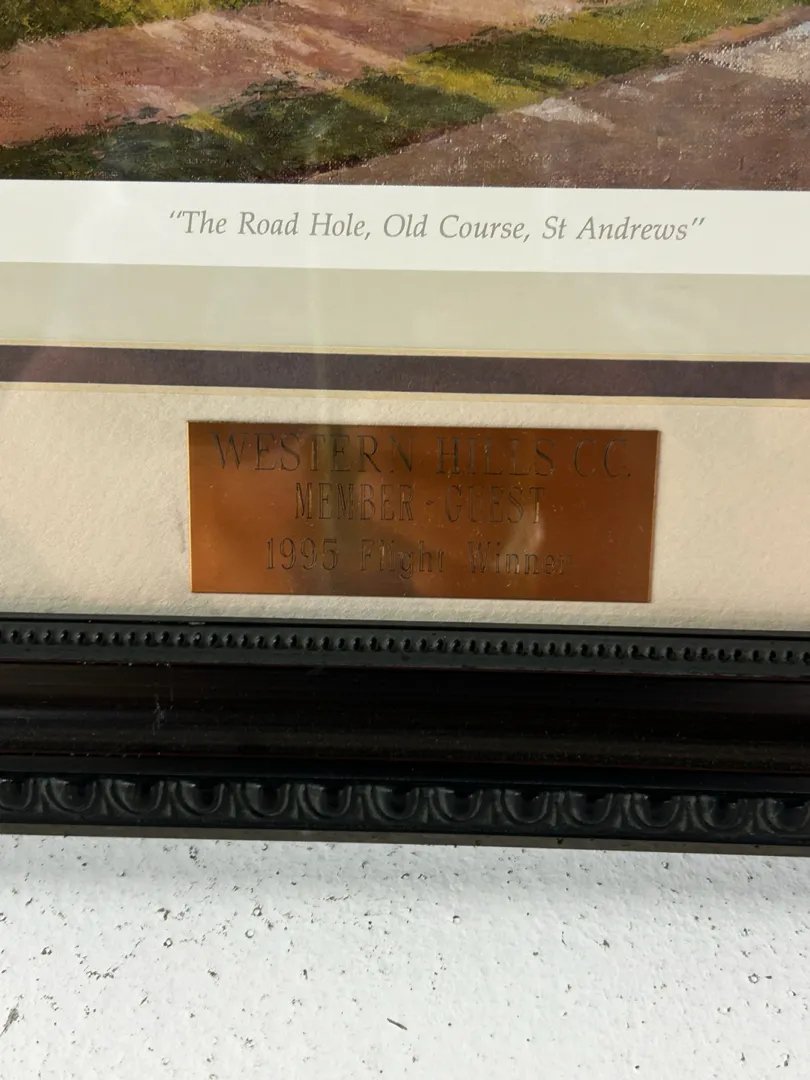 “The Road Hole, Old Course, St Andrews”
WESTERN HILLS CC.
MEMBER - GUEST
1995 Flight Winner